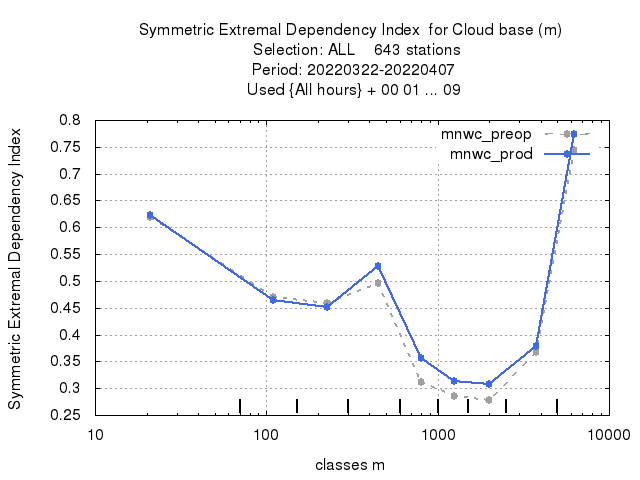 Symmetric Extremal Dependency Index  for Cloud base (m)
Selection: ALL    643 stations
Period: 20220322-20220407
Used {All hours} + 00 01 ... 09
mnwc_preop
mnwc_prod
Symmetric Extremal Dependency Index
0.8
0.75
0.7
0.65
0.6
0.55
0.5
0.45
0.4
0.35
0.3
0.25
10 100 1000 10000
classes m